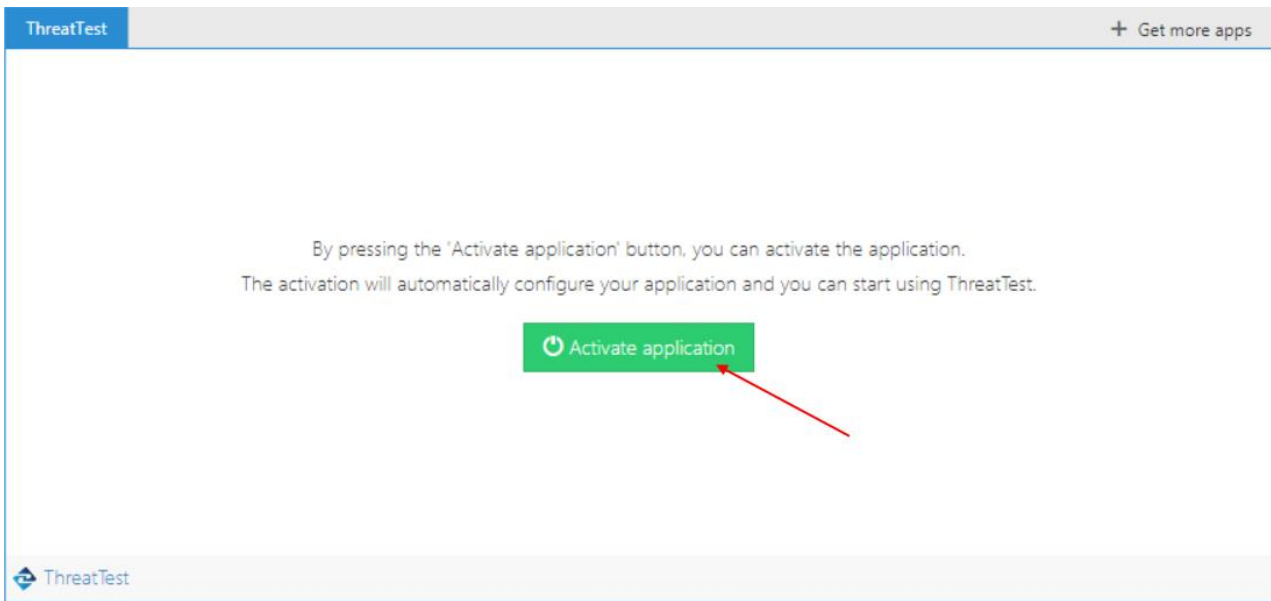 ThreatTest
+ Get more apps
By pressing the 'Activate application' button, you can activate the application.
The activation will automatically configure your application and you can start using ThreatTest.
Activate application
ThreatTest